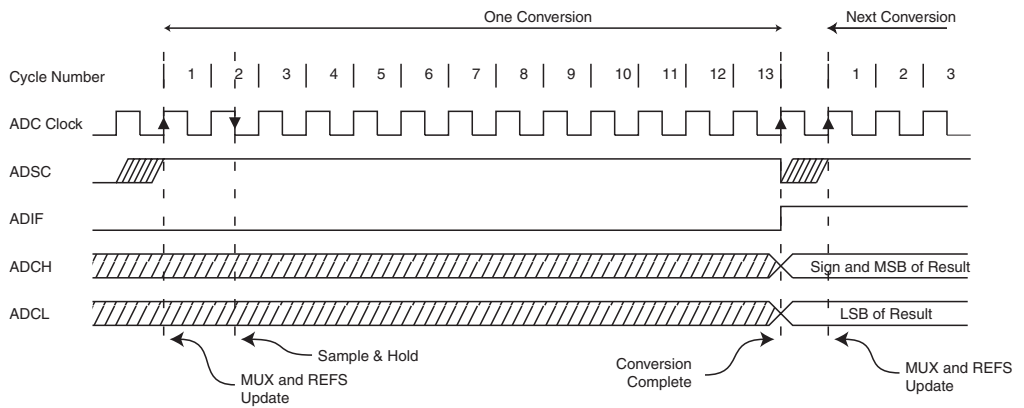 One Conversion
Next Conversion
Cycle Number
1 2 3 4 5 6 7 8 9 10 11 12 13 1 2 3
ADC Clock
ADSC
ADIF
ADCH
Sign and MSB of Result
ADCL
LSB of Result
Sample & Hold
MUX and REFS
Update
Conversion
Complete
MUX and REFS
Update